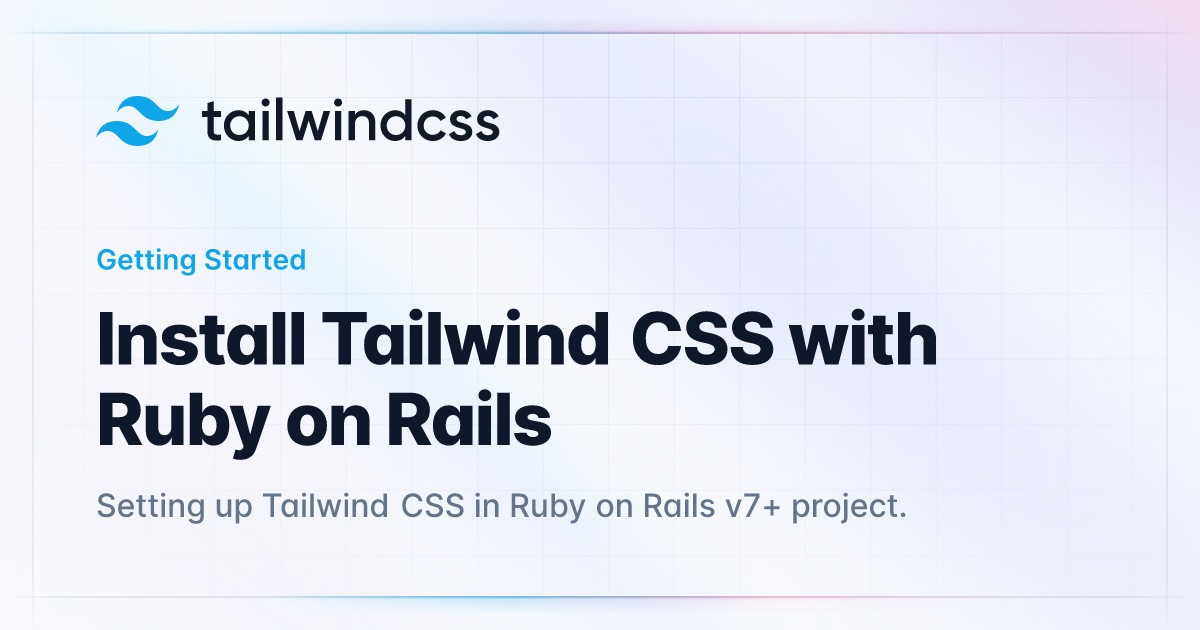 tailwindcss
Getting Started
Install Tailwind CSS with
Ruby on Rails
Setting up Tailwind CSS in Ruby on Rails v7+ project.